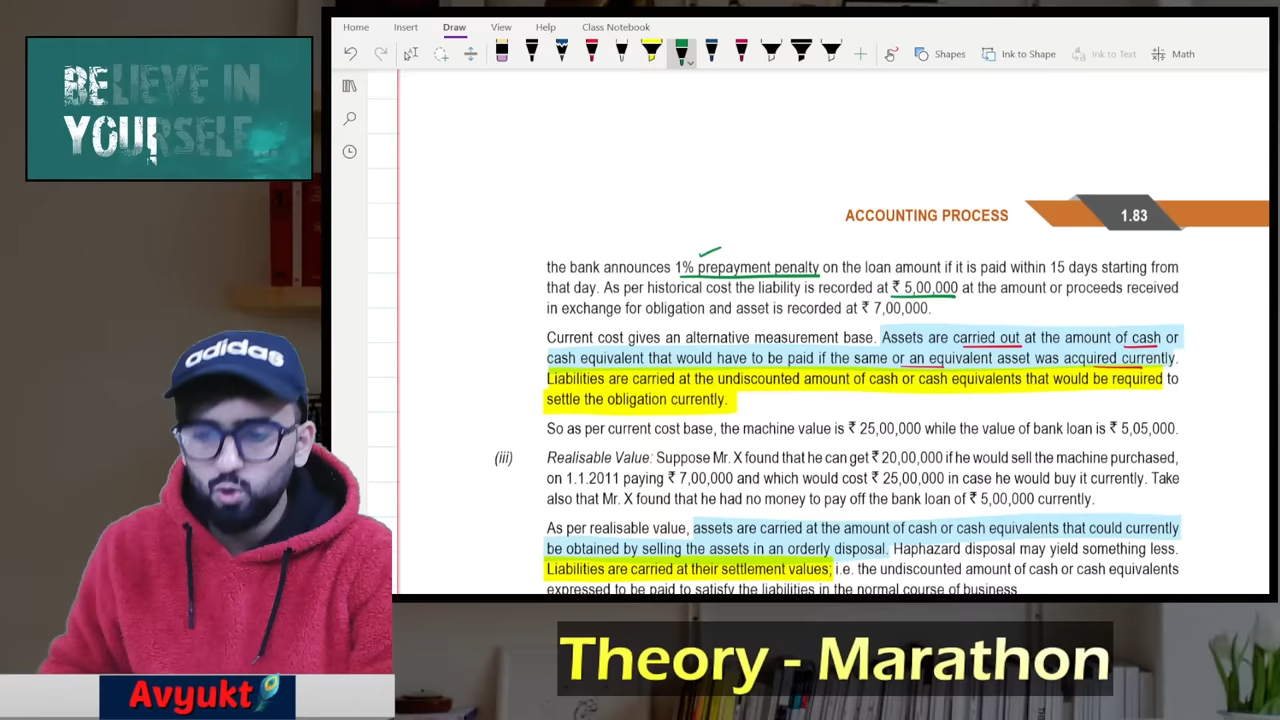 Home Insert Draw View Help Class Notebook
Shapes Ink to Shape Ink to Text Math
BELIEVE IN
YOURSELF...
ACCOUNTING PROCESS 1.83
the bank announces 1% prepayment penalty on the loan amount if it is paid within 15 days starting from
that day. As per historical cost the liability is recorded at ₹ 5,00,000 at the amount or proceeds received
in exchange for obligation and asset is recorded at ₹ 7,00,000.
Current cost gives an alternative measurement base. Assets are carried out at the amount of cash or
cash equivalent that would have to be paid if the same or an equivalent asset was acquired currently.
Liabilities are carried at the undiscounted amount of cash or cash equivalents that would be required to
settle the obligation currently.
So as per current cost base, the machine value is ₹ 25,00,000 while the value of bank loan is ₹ 5,05,000.
(iii) Realisable Value: Suppose Mr. X found that he can get ₹ 20,00,000 if he would sell the machine purchased,
on 1.1.2011 paying ₹ 7,00,000 and which would cost ₹ 25,00,000 in case he would buy it currently. Take
also that Mr. X found that he had no money to pay off the bank loan of ₹ 5,00,000 currently.
As per realisable value, assets are carried at the amount of cash or cash equivalents that could currently
be obtained by selling the assets in an orderly disposal. Haphazard disposal may yield something less.
Liabilities are carried at their settlement values; i.e. the undiscounted amount of cash or cash equivalents
expressed to be paid to satisfy the liabilities in the normal course of business
adidas
Avyukt
Theory - Marathon